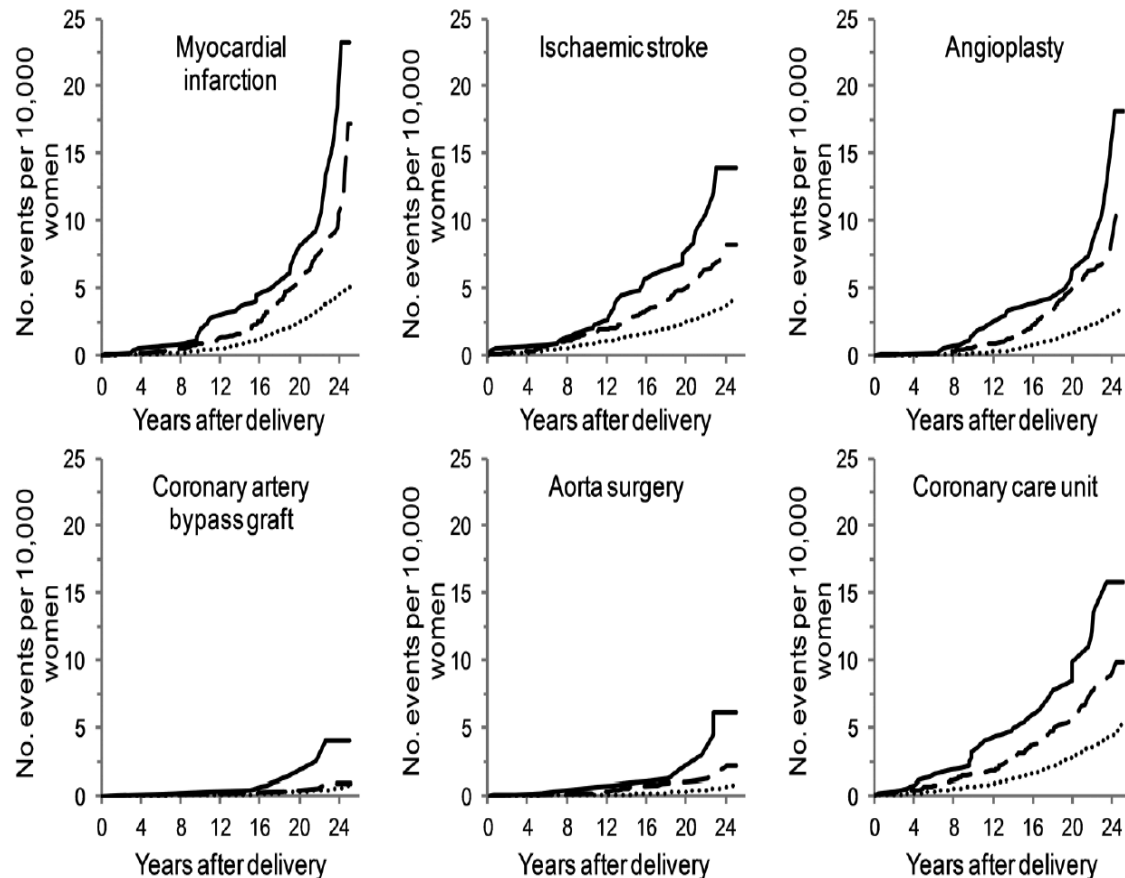 No. events per 10,000
women
25
20
15
10
5
0
Myocardial
infarction
0 4 8 12 16 20 24
Years after delivery
No. events per 10,000
women
25
20
15
10
5
0
Ischaemic stroke
0 4 8 12 16 20 24
Years after delivery
No. events per 10,000
women
25
20
15
10
5
0
Angioplasty
0 4 8 12 16 20 24
Years after delivery
No. events per 10,000
women
25
20
15
10
5
0
Coronary artery
bypass graft
0 4 8 12 16 20 24
Years after delivery
No. events per 10,000
women
25
20
15
10
5
0
Aorta surgery
0 4 8 12 16 20 24
Years after delivery
No. events per 10,000
women
25
20
15
10
5
0
Coronary care unit
0 4 8 12 16 20 24
Years after delivery